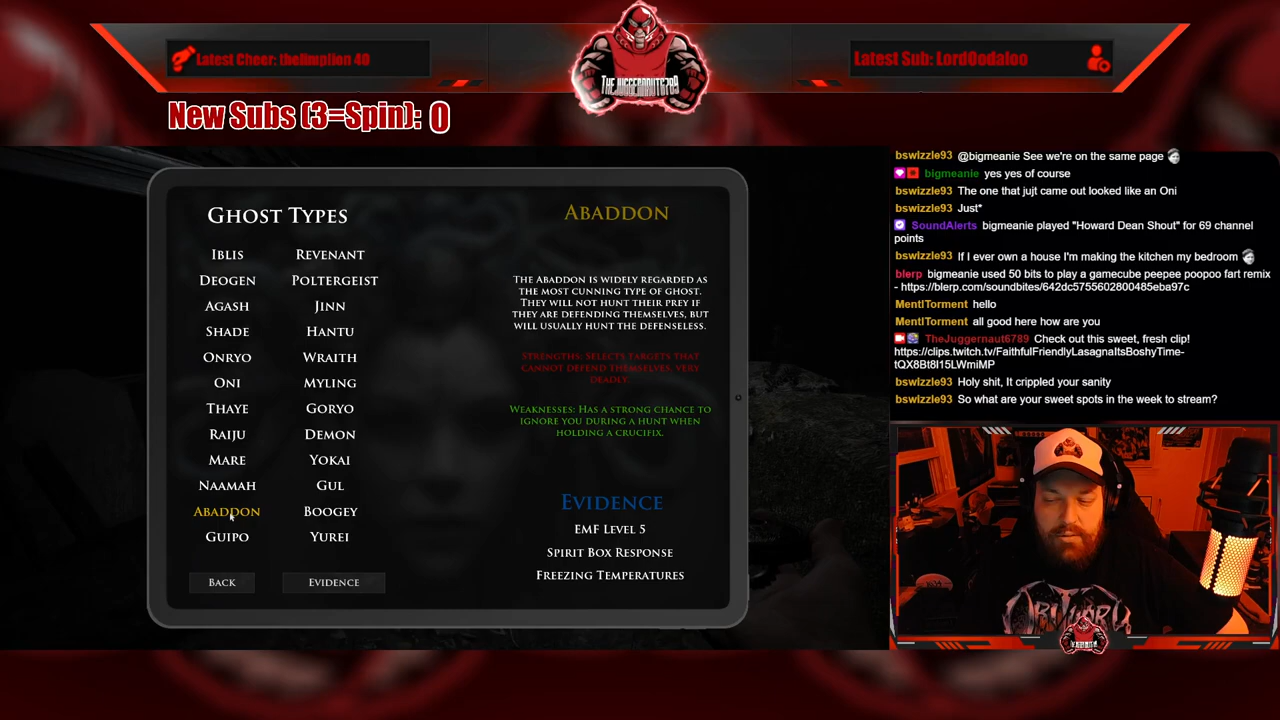 Latest Cheer: thelimption 40
THEJUGGERNAUT6789
Latest Sub: LordOodaloo
New Subs (3=Spin): 0
Ghost Types
Iblis
Deogen
Agash
Shade
Onryo
Oni
Thaye
Raiju
Mare
Naamah
Abaddon
Guipo
Revenant
Poltergeist
Jinn
Hantu
Wraith
Myling
Goryo
Demon
Yokai
Gul
Boogey
Yurei
Back
Evidence
Abaddon
The Abaddon is widely regarded as
the most cunning type of ghost.
They will not hunt their prey if
they are defending themselves, but
will usually hunt the defenseless.
Strengths: Selects targets that
cannot defend themselves, very
deadly.
Weaknesses: Has a strong chance to
ignore you during a hunt when
holding a crucifix.
Evidence
EMF Level 5
Spirit Box Response
Freezing Temperatures
bswizzle93 @bigmeanie See we're on the same page
bigmeanie yes yes of course
bswizzle93 The one that jujt came out looked like an Oni
bswizzle93 Just*
SoundAlerts bigmeanie played "Howard Dean Shout" for 69 channel
points
bswizzle93 If I ever own a house I'm making the kitchen my bedroom
blerp bigmeanie used 50 bits to play a gamecube peepee poopoo fart remix
- https://blerp.com/soundbites/642dc5755602800485eba97c
MentlTorment hello
MentlTorment all good here how are you
TheJuggernaut6789 Check out this sweet, fresh clip!
https://clips.twitch.tv/FaithfulFriendlyLasagnaItsBoshyTime-
tQX8Bt8I15LWmiMP
bswizzle93 Holy shit, It crippled your sanity
bswizzle93 So what are your sweet spots in the week to stream?
Obituary